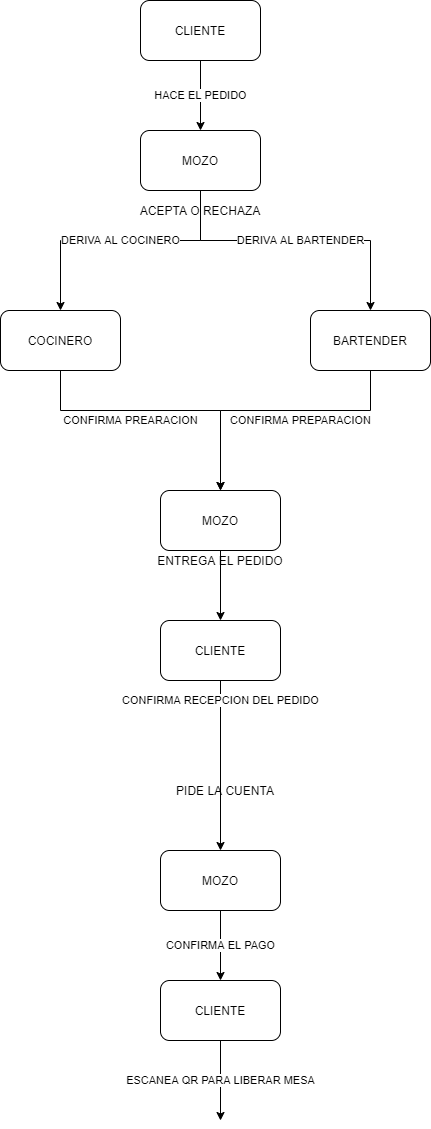 CLIENTE
HACE EL PEDIDO
MOZO
ACEPTA O RECHAZA
DERIVA AL COCINERO
DERIVA AL BARTENDER
COCINERO
BARTENDER
CONFIRMA PREARACION
CONFIRMA PREPARACION
MOZO
ENTREGA EL PEDIDO
CLIENTE
CONFIRMA RECEPCION DEL PEDIDO
PIDE LA CUENTA
MOZO
CONFIRMA EL PAGO
CLIENTE
ESCANEA QR PARA LIBERAR MESA